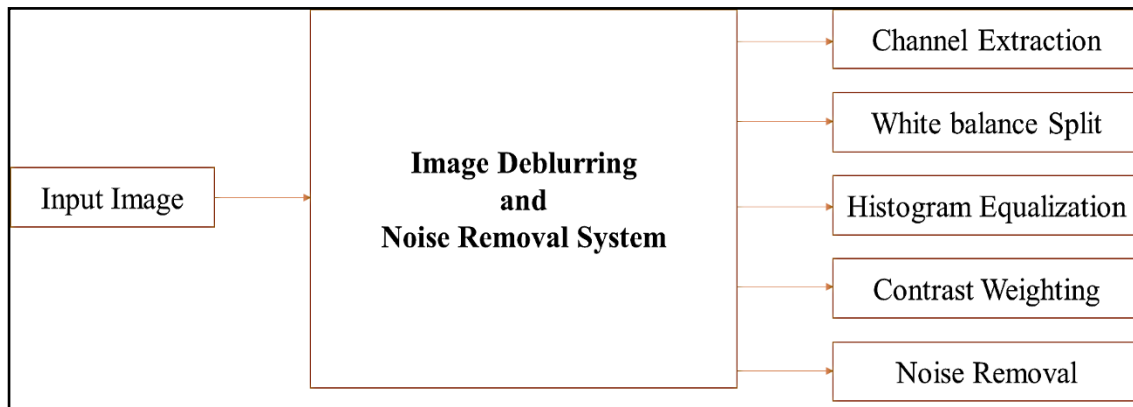 Input Image
Image Deblurring
and
Noise Removal System
Channel Extraction
White balance Split
Histogram Equalization
Contrast Weighting
Noise Removal